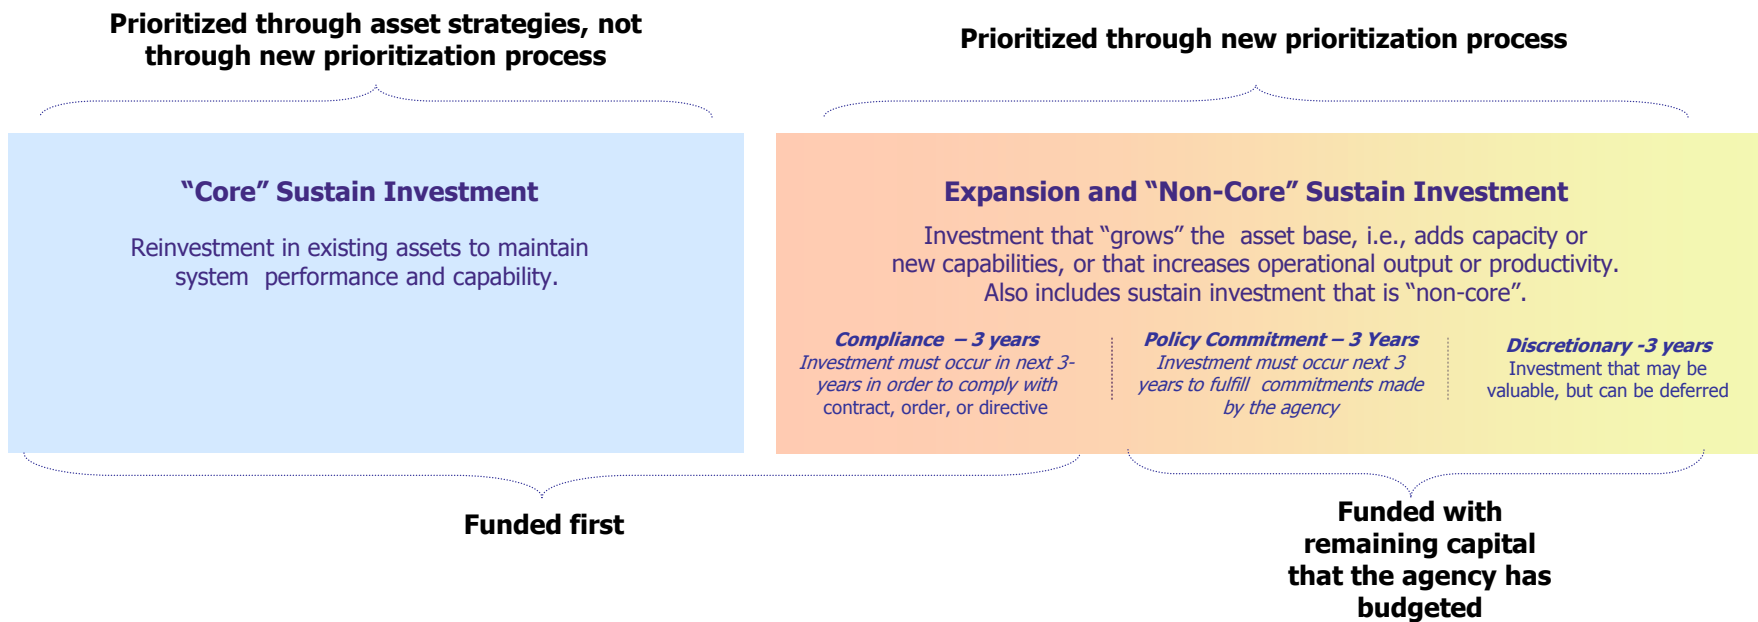 Prioritized through asset strategies, not
through new prioritization process
Prioritized through new prioritization process
“Core” Sustain Investment
Reinvestment in existing assets to maintain
system performance and capability.
Expansion and “Non-Core” Sustain Investment
Investment that “grows” the asset base, i.e., adds capacity or
new capabilities, or that increases operational output or productivity.
Also includes sustain investment that is “non-core”.
Compliance – 3 years
Investment must occur in next 3-
years in order to comply with
contract, order, or directive
Policy Commitment – 3 Years
Investment must occur next 3
years to fulfill commitments made
by the agency
Discretionary -3 years
Investment that may be
valuable, but can be deferred
Funded first
Funded with
remaining capital
that the agency has
budgeted